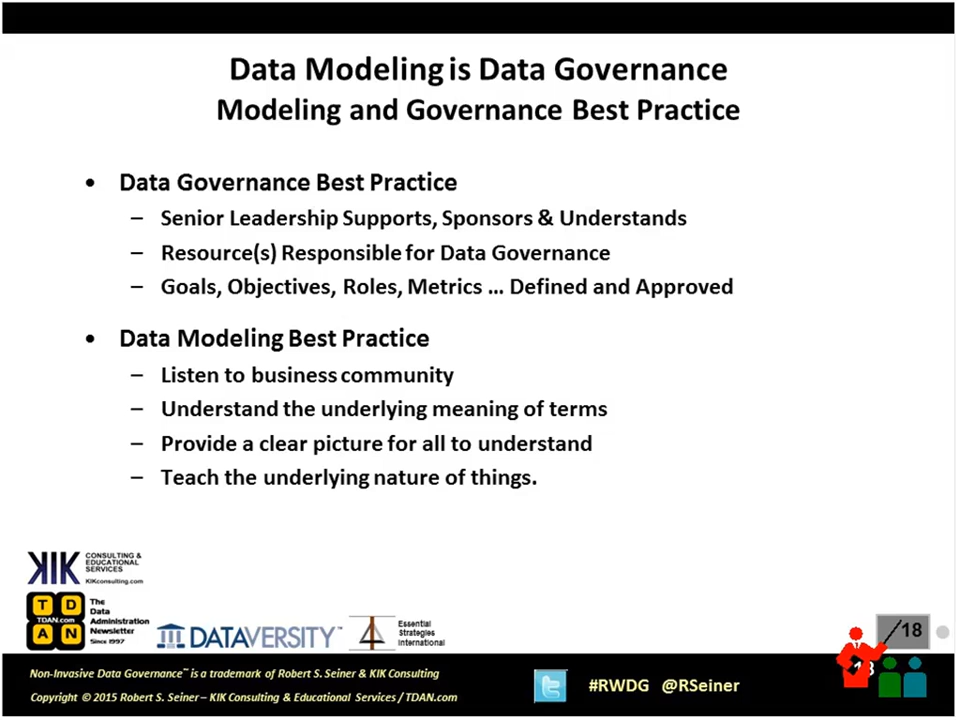 Data Modeling is Data Governance
Modeling and Governance Best Practice
• Data Governance Best Practice
– Senior Leadership Supports, Sponsors & Understands
– Resource(s) Responsible for Data Governance
– Goals, Objectives, Roles, Metrics … Defined and Approved
• Data Modeling Best Practice
– Listen to business community
– Understand the underlying meaning of terms
– Provide a clear picture for all to understand
– Teach the underlying nature of things.
KIK CONSULTING &
EDUCATIONAL
SERVICES
KIKconsulting.com
T D
TDAN.com
A N
The
Data
Administration
Newsletter
Since 1997
DATAVERSITY™
Essential
Strategies
International
18
18
Non-Invasive Data Governance™ is a trademark of Robert S. Seiner & KIK Consulting
Copyright © 2015 Robert S. Seiner – KIK Consulting & Educational Services / TDAN.com
#RWDG @RSeiner